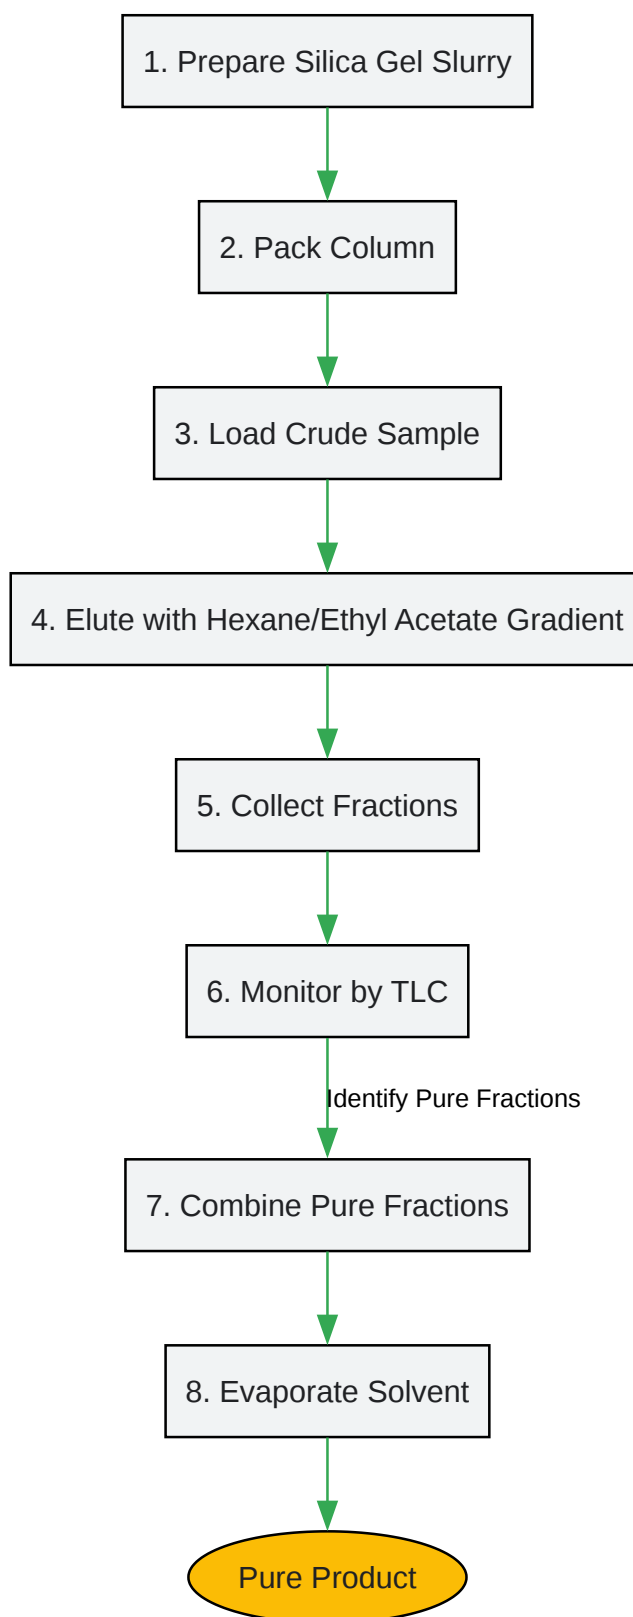 1. Prepare Silica Gel Slurry
2. Pack Column
3. Load Crude Sample
4. Elute with Hexane/Ethyl Acetate Gradient
5. Collect Fractions
6. Monitor by TLC
Identify Pure Fractions
7. Combine Pure Fractions
8. Evaporate Solvent
Pure Product